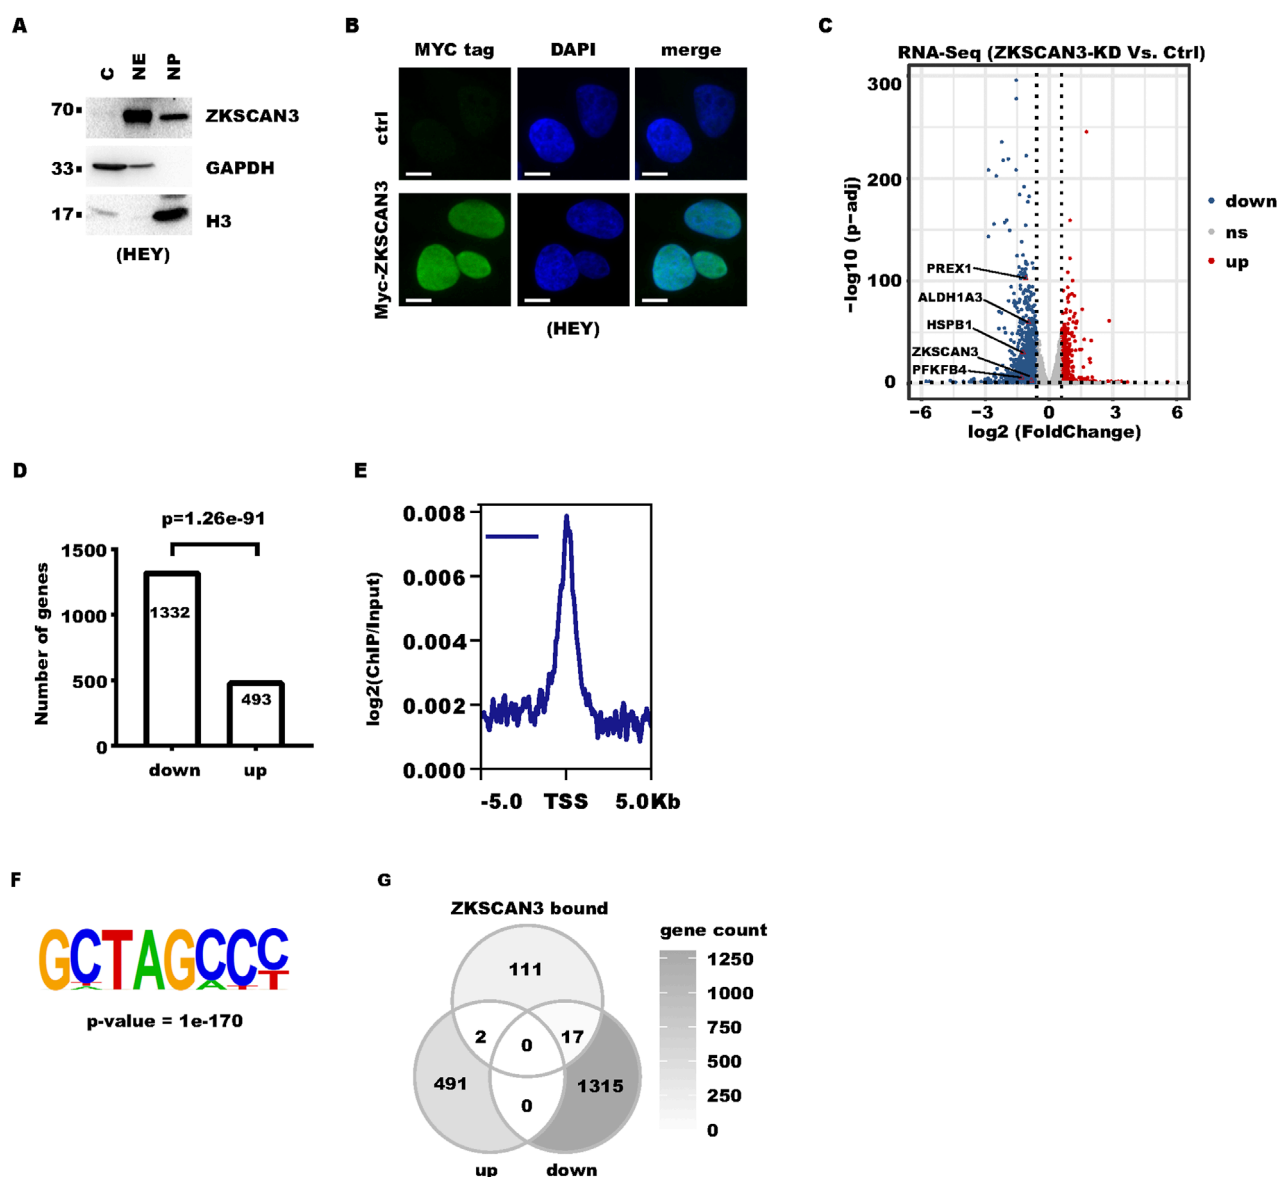 A
C NE NP
70
ZKSCAN3
33
GAPDH
17
H3
(HEY)
B
MYC tag DAPI merge
ctrl
Myc-ZKSCAN3
(HEY)
C
RNA-Seq (ZKSCAN3-KD Vs. Ctrl)
300
200
100
0
−log10 (p−adj)
PREX1
ALDH1A3
HSPB1
ZKSCAN3
PFKFB4
−6 −3 0 3 6
log2 (FoldChange)
down
ns
up
D
p=1.26e-91
1500
1000
500
0
Number of genes
1332
493
down up
E
0.008
0.006
0.004
0.002
0.000
log2(ChIP/Input)
-5.0 TSS 5.0Kb
F
GCTAGCCC
T A T T
p-value = 1e-170
G
ZKSCAN3 bound
111
2 0 17
491 1315
0
up down
gene count
1250
1000
750
500
250
0